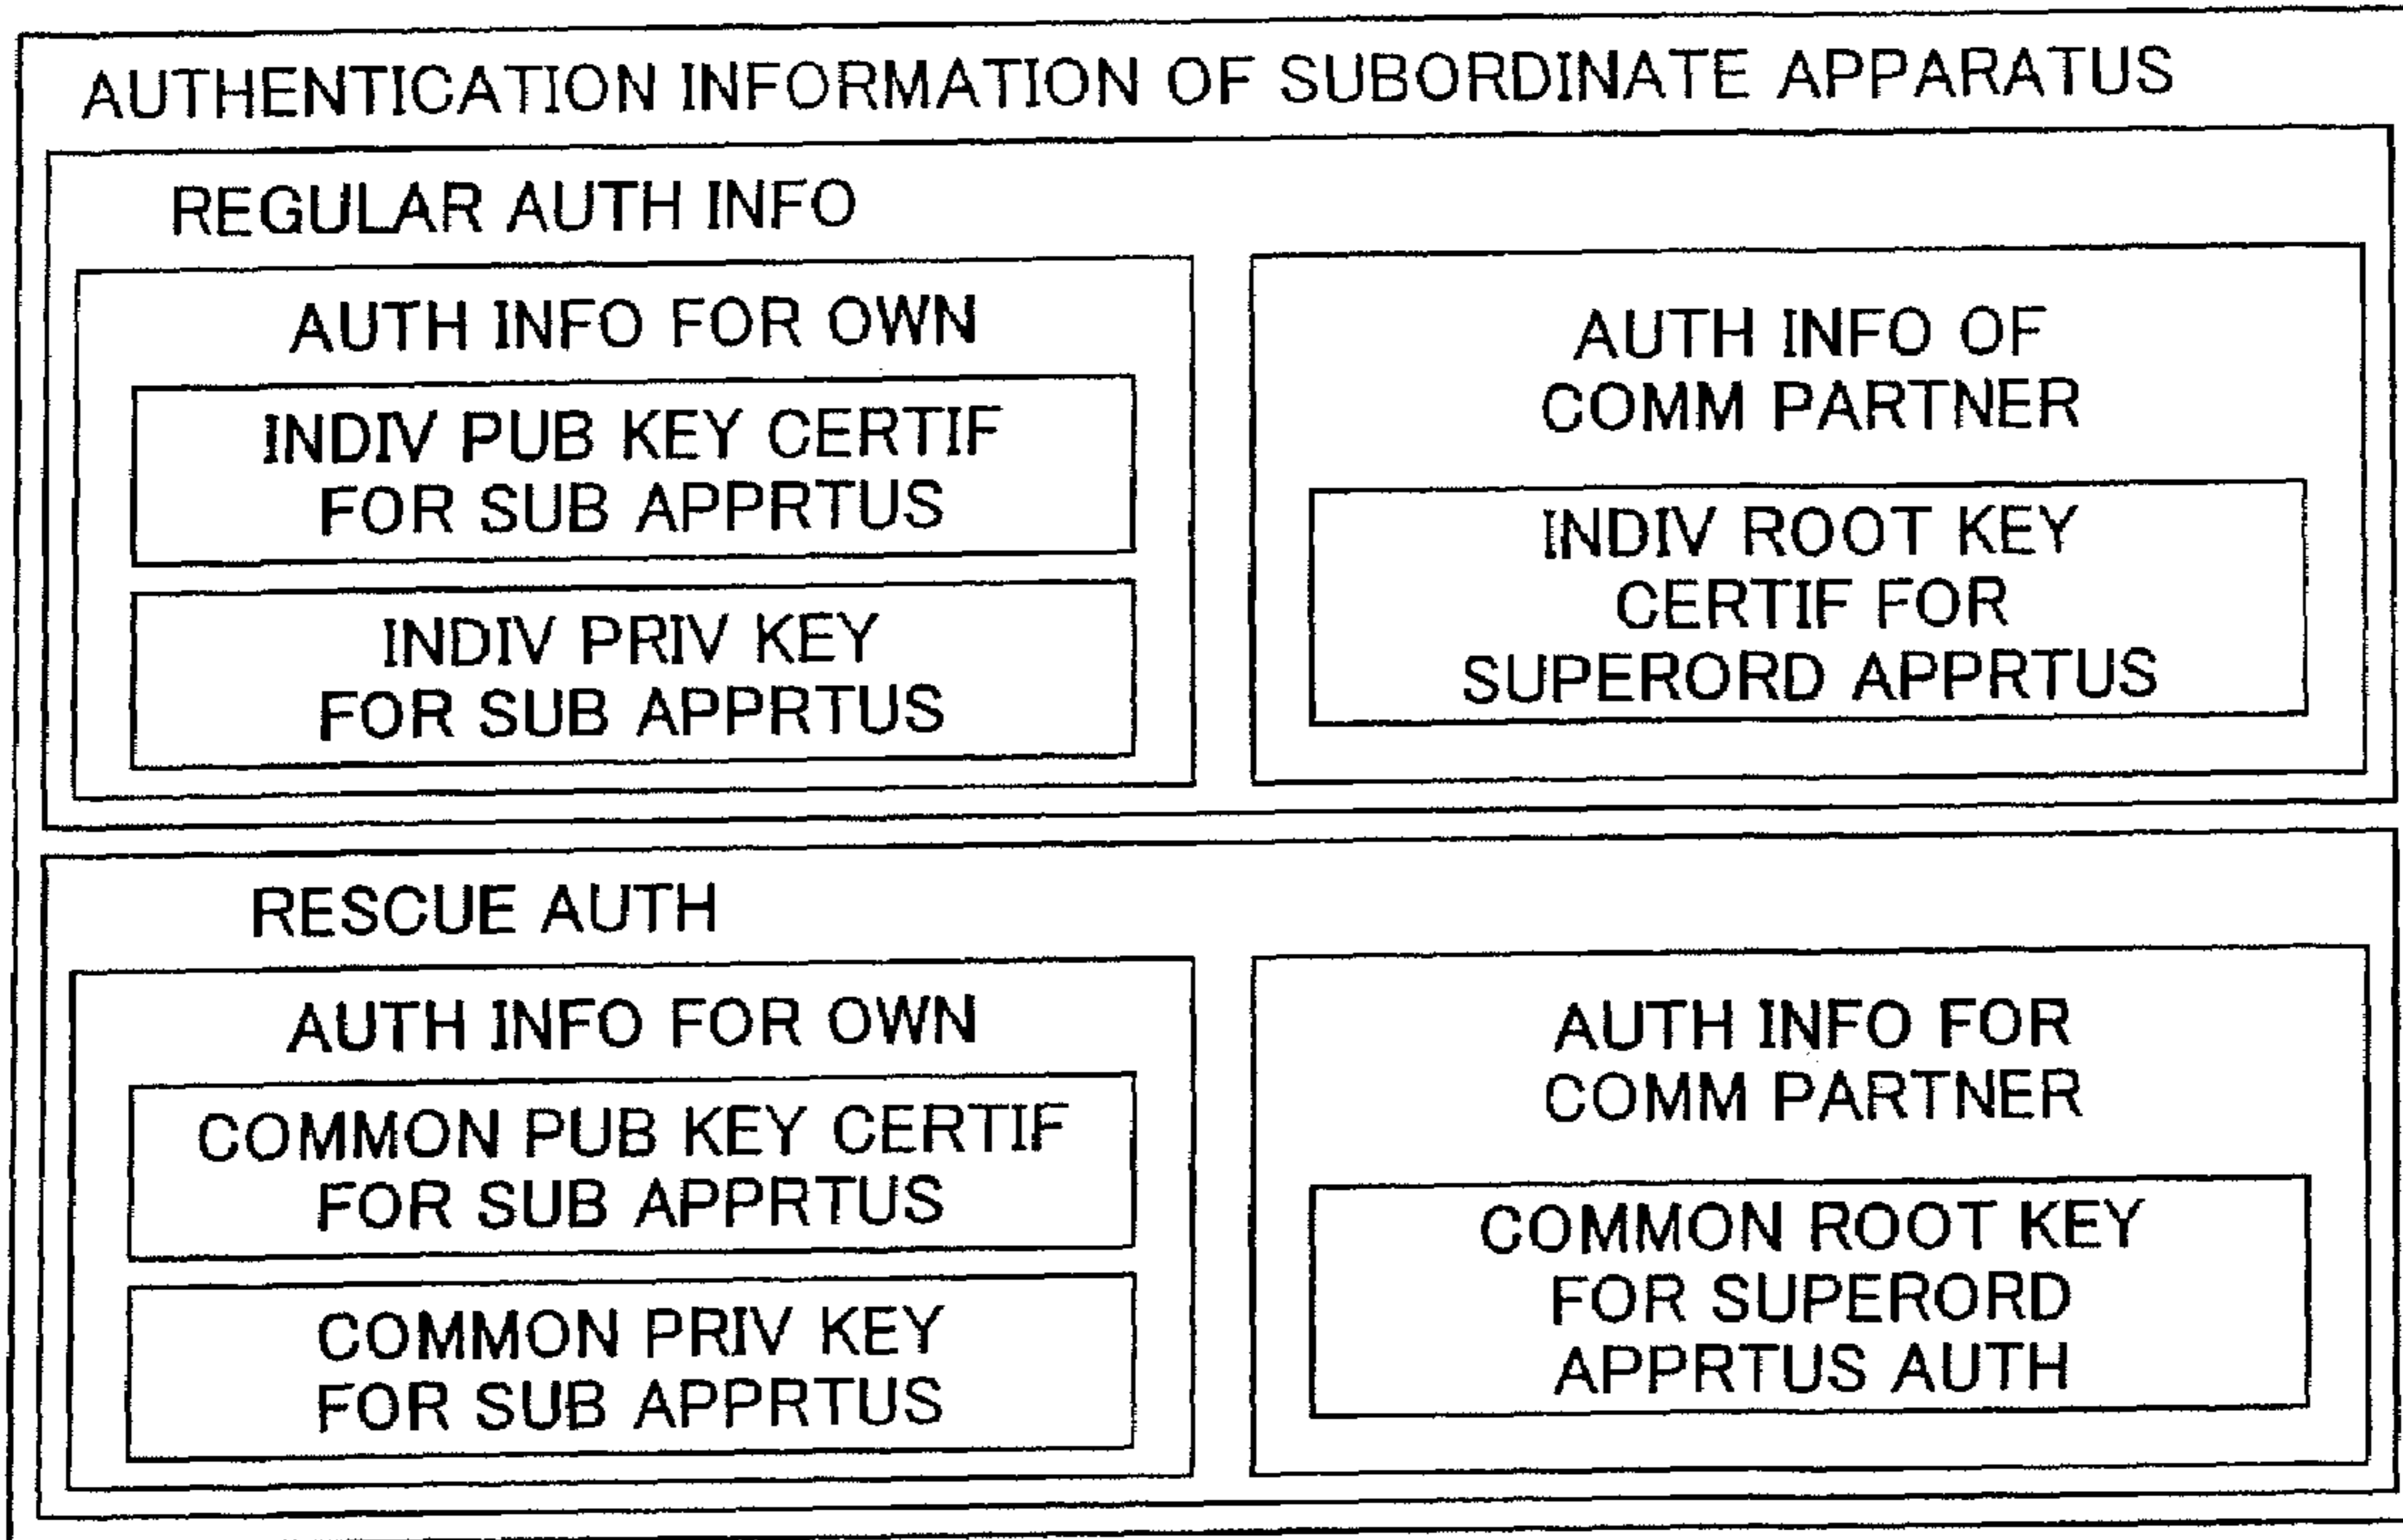 AUTHENTICATION INFORMATION OF SUBORDINATE APPARATUS
REGULAR AUTH INFO
AUTH INFO FOR OWN
INDIV PUB KEY CERTIF
FOR SUB APPRTUS
INDIV PRIV KEY
FOR SUB APPRTUS
AUTH INFO OF
COMM PARTNER
INDIV ROOT KEY
CERTIF FOR
SUPERORD APPRTUS
RESCUE AUTH
AUTH INFO FOR OWN
COMMON PUB KEY CERTIF
FOR SUB APPRTUS
COMMON PRIV KEY
FOR SUB APPRTUS
AUTH INFO FOR
COMM PARTNER
COMMON ROOT KEY
FOR SUPERORD
APPRTUS AUTH